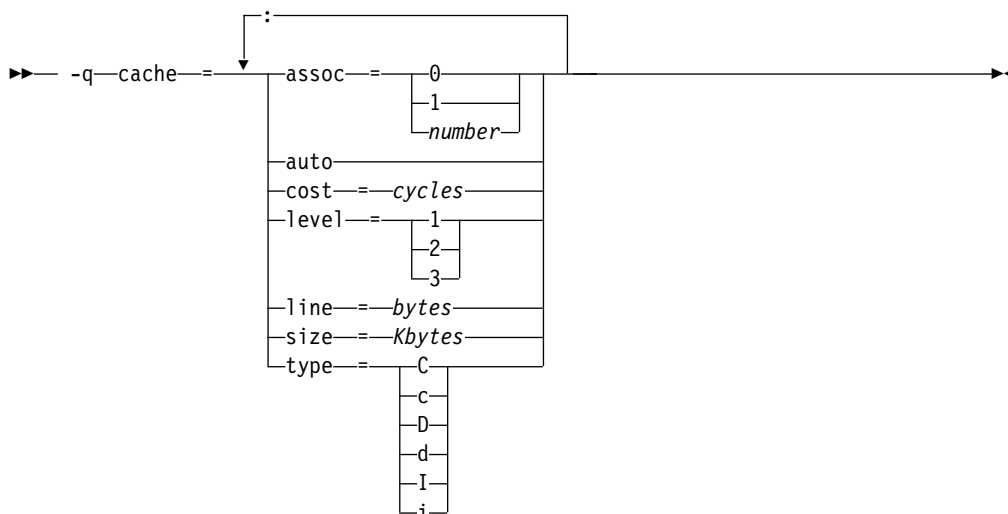 :
-q cache = assoc = 0
1
number
auto
cost = cycles
level = 1
2
3
line = bytes
size = Kbytes
type = C
c
D
d
I
i